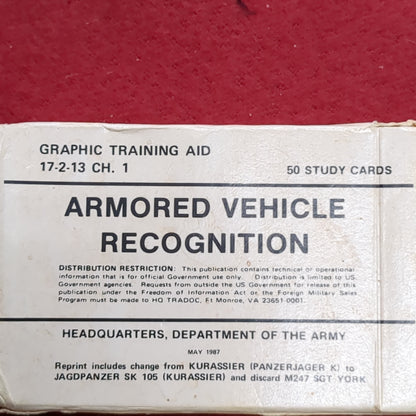 GRAPHIC TRAINING AID
17-2-13 CH. 1
50 STUDY CARDS
ARMORED VEHICLE
RECOGNITION
DISTRIBUTION RESTRICTION: This publication contains technical or operational
information that is for official Government use only. Distribution is limited to US
Government agencies. Requests from outside the US Government for release of this
publication under the Freedom of Information Act or the Foreign Military Sales
Program must be made to HQ TRADOC, Ft Monroe, VA 23651-0001.
HEADQUARTERS, DEPARTMENT OF THE ARMY
MAY 1987
Reprint includes change from KURASSIER (PANZERJAGER K) to
JAGDPANZER SK 105 (KURASSIER) and discard M247 SGT YORK